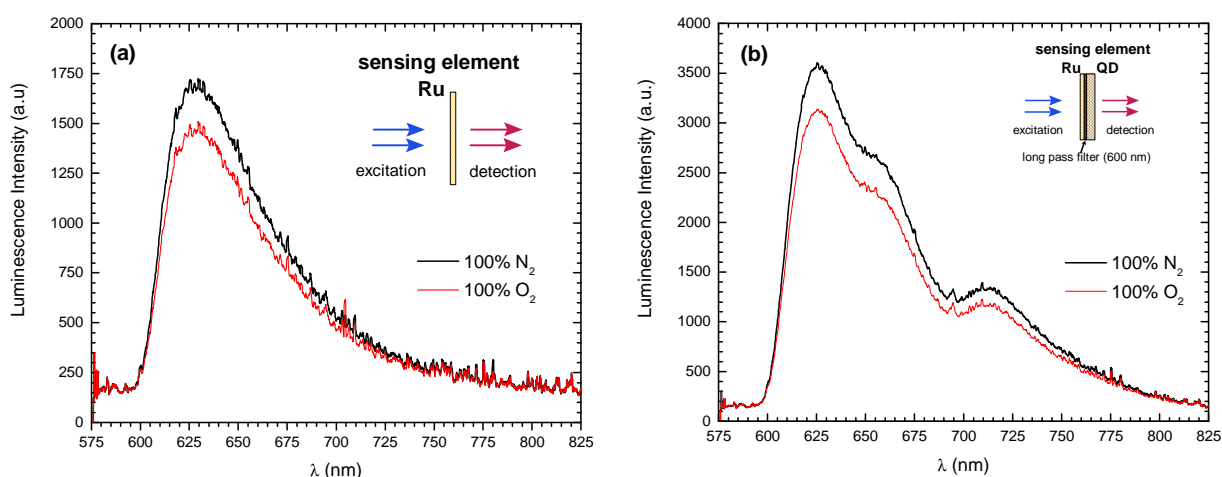 (a)
sensing element
Ru
excitation detection
100% N₂
100% O₂
Luminescence Intensity (a.u)
2000
1750
1500
1250
1000
750
500
250
0
575 600 625 650 675 700 725 750 775 800 825
λ (nm)
(b)
sensing element
Ru QD
excitation detection
long pass filter (600 nm)
100% N₂
100% O₂
Luminescence Intensity (a.u.)
4000
3500
3000
2500
2000
1500
1000
500
0
575 600 625 650 675 700 725 750 775 800 825
λ (nm)